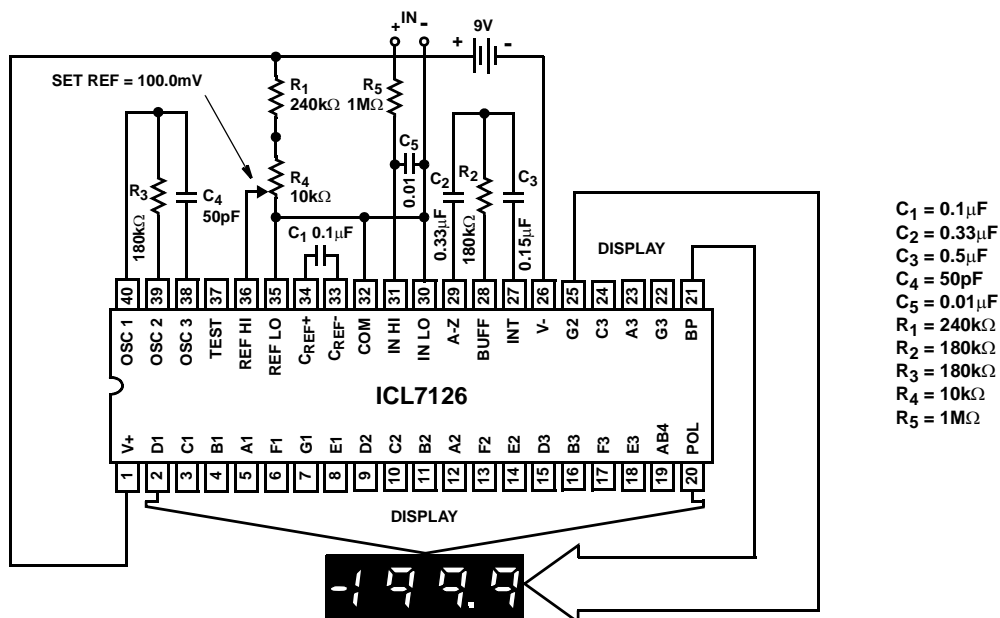 IN
+ -
9V
+ -
SET REF = 100.0mV
R1
240kΩ
R5
1MΩ
C5
0.01
R3
180kΩ
C4
50pF
R4
10kΩ
C2
0.33µF
R2
180kΩ
C3
0.15µF
C1 0.1µF
DISPLAY
40 39 38 37 36 35 34 33 32 31 30 29 28 27 26 25 24 23 22 21
OSC 1 OSC 2 OSC 3 TEST REF HI REF LO CREF+ CREF- COM IN HI IN LO A-Z BUFF INT V- G2 C3 A3 G3 BP
ICL7126
V+ D1 C1 B1 A1 F1 G1 E1 D2 C2 B2 A2 F2 E2 D3 B3 F3 E3 AB4 POL
1 2 3 4 5 6 7 8 9 10 11 12 13 14 15 16 17 18 19 20
DISPLAY
-199.9
C1 = 0.1µF
C2 = 0.33µF
C3 = 0.5µF
C4 = 50pF
C5 = 0.01µF
R1 = 240kΩ
R2 = 180kΩ
R3 = 180kΩ
R4 = 10kΩ
R5 = 1MΩ